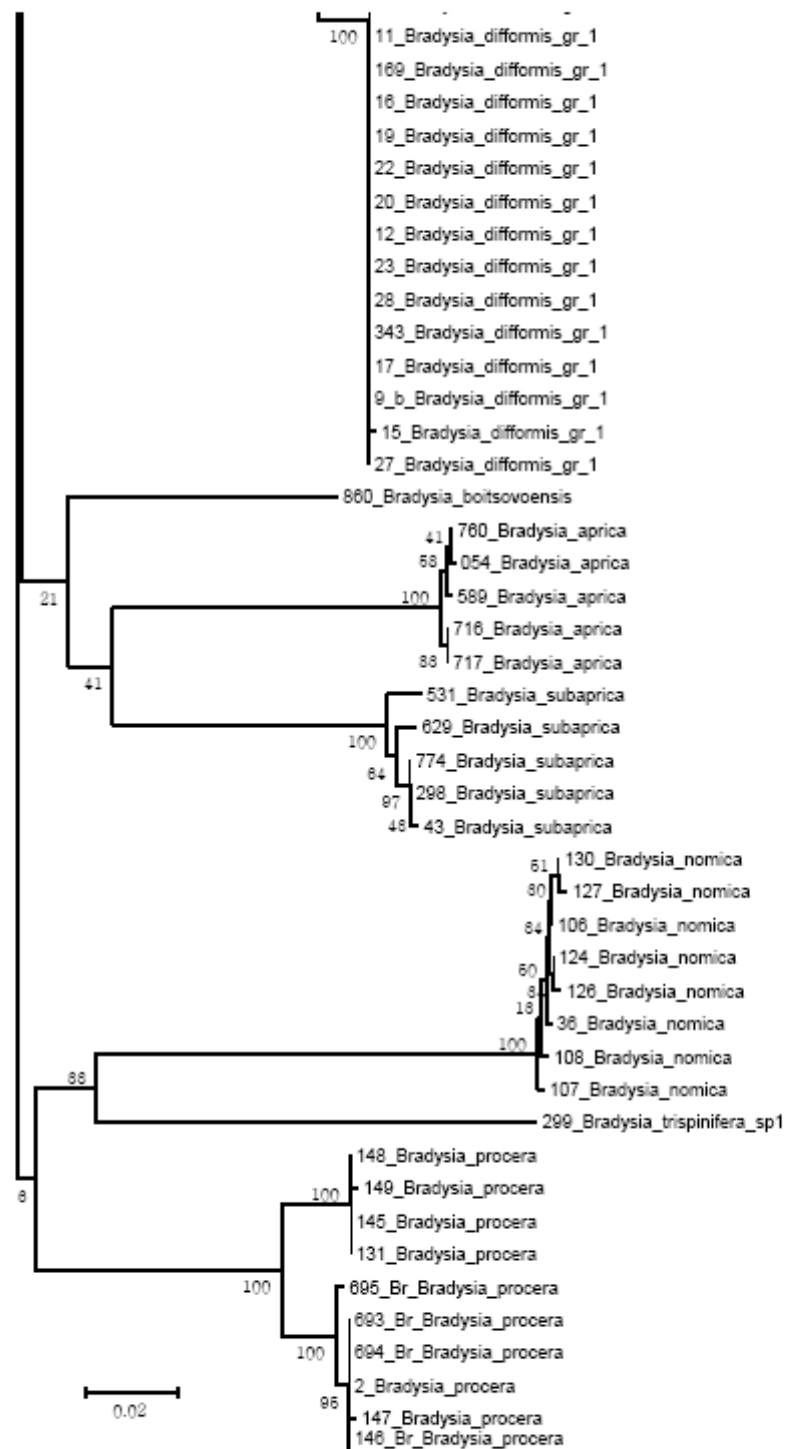 100
11_Bradysia_difformis_gr_1
169_Bradysia_difformis_gr_1
16_Bradysia_difformis_gr_1
19_Bradysia_difformis_gr_1
22_Bradysia_difformis_gr_1
20_Bradysia_difformis_gr_1
12_Bradysia_difformis_gr_1
23_Bradysia_difformis_gr_1
28_Bradysia_difformis_gr_1
343_Bradysia_difformis_gr_1
17_Bradysia_difformis_gr_1
9_b_Bradysia_difformis_gr_1
15_Bradysia_difformis_gr_1
27_Bradysia_difformis_gr_1
860_Bradysia_boitsovoensis
760_Bradysia_aprica
41
054_Bradysia_aprica
58
589_Bradysia_aprica
100
21
716_Bradysia_aprica
717_Bradysia_aprica
88
41
531_Bradysia_subaprica
629_Bradysia_subaprica
100
774_Bradysia_subaprica
64
298_Bradysia_subaprica
97
43_Bradysia_subaprica
48
130_Bradysia_nomica
51
127_Bradysia_nomica
80
106_Bradysia_nomica
84
124_Bradysia_nomica
60
126_Bradysia_nomica
84
18
36_Bradysia_nomica
100
108_Bradysia_nomica
88
107_Bradysia_nomica
299_Bradysia_trispinifera_sp1
148_Bradysia_procera
149_Bradysia_procera
100
6
145_Bradysia_procera
131_Bradysia_procera
100
695_Br_Bradysia_procera
693_Br_Bradysia_procera
100
694_Br_Bradysia_procera
2_Bradysia_procera
96
0.02
147_Bradysia_procera
146_Br_Bradysia_procera